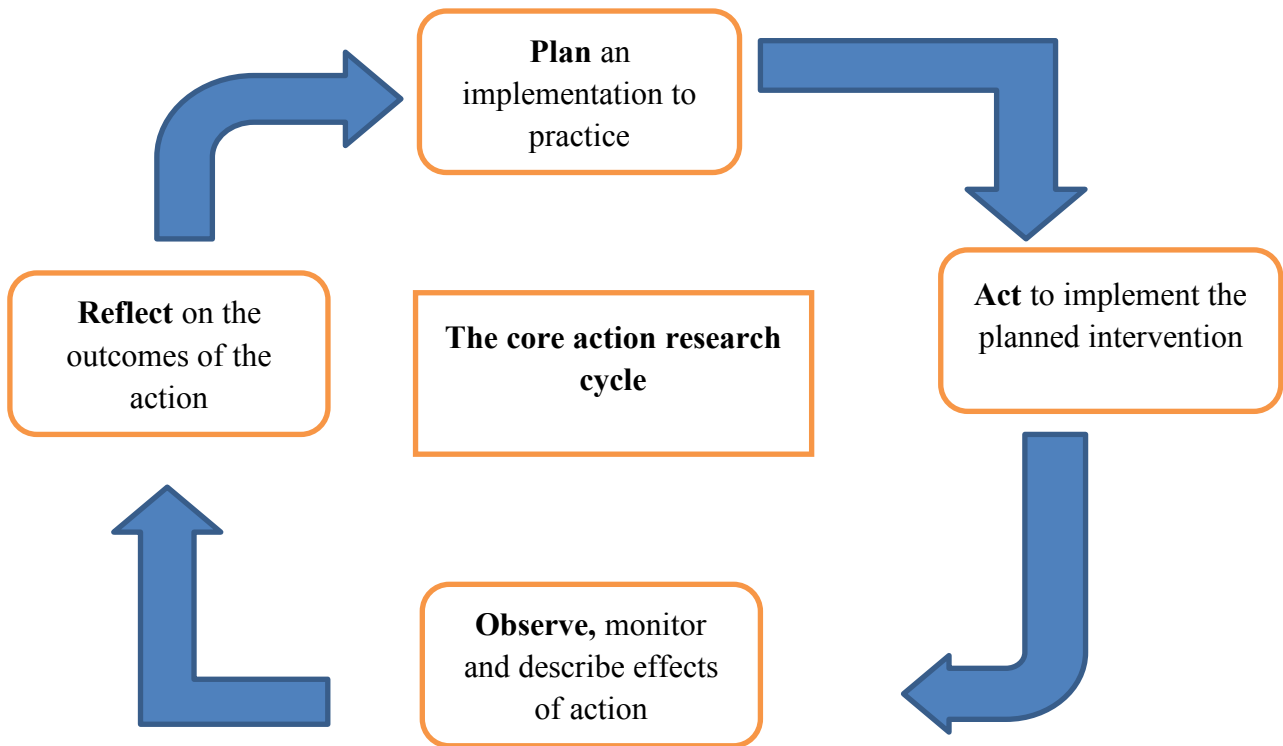 Plan an
implementation to
practice
Act to implement the
planned intervention
Reflect on the
outcomes of the
action
The core action research
cycle
Observe, monitor
and describe effects
of action